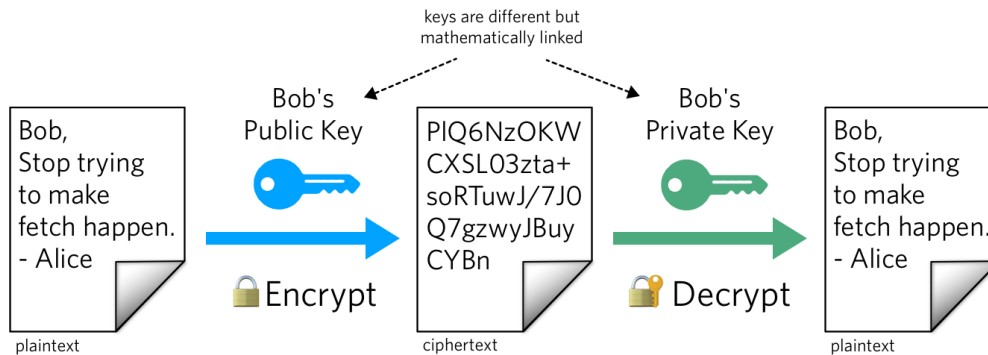 keys are different but
mathematically linked
Bob's
Public Key
Bob's
Private Key
Bob,
Stop trying
to make
fetch happen.
- Alice
plaintext
Encrypt
PlQ6NzOKW
CXSL03zta+
soRTuwJ/7J0
Q7gzwyJBuy
CYBn
ciphertext
Decrypt
Bob,
Stop trying
to make
fetch happen.
- Alice
plaintext